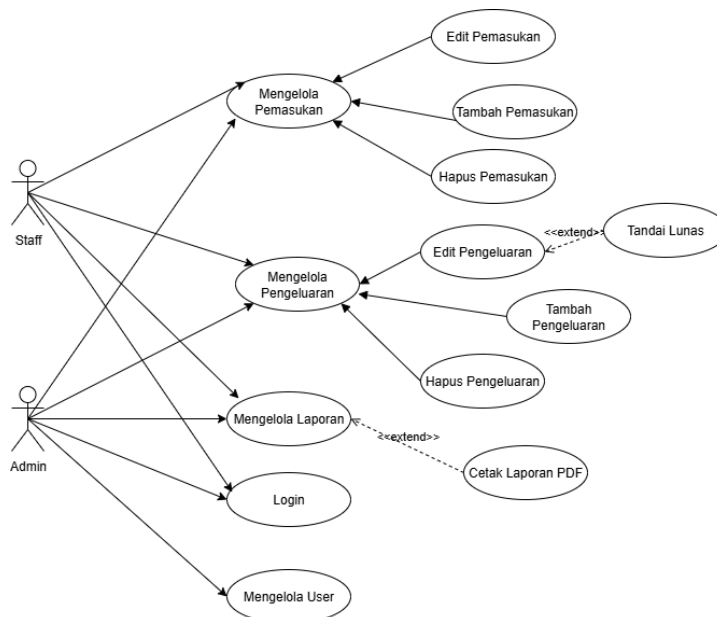 Edit Pemasukan
Mengelola
Pemasukan
Tambah Pemasukan
Hapus Pemasukan
Staff
<<extend>>
Tandai Lunas
Edit Pengeluaran
Mengelola
Pengeluaran
Tambah
Pengeluaran
Hapus Pengeluaran
Mengelola Laporan
<<extend>>
Admin
Cetak Laporan PDF
Login
Mengelola User